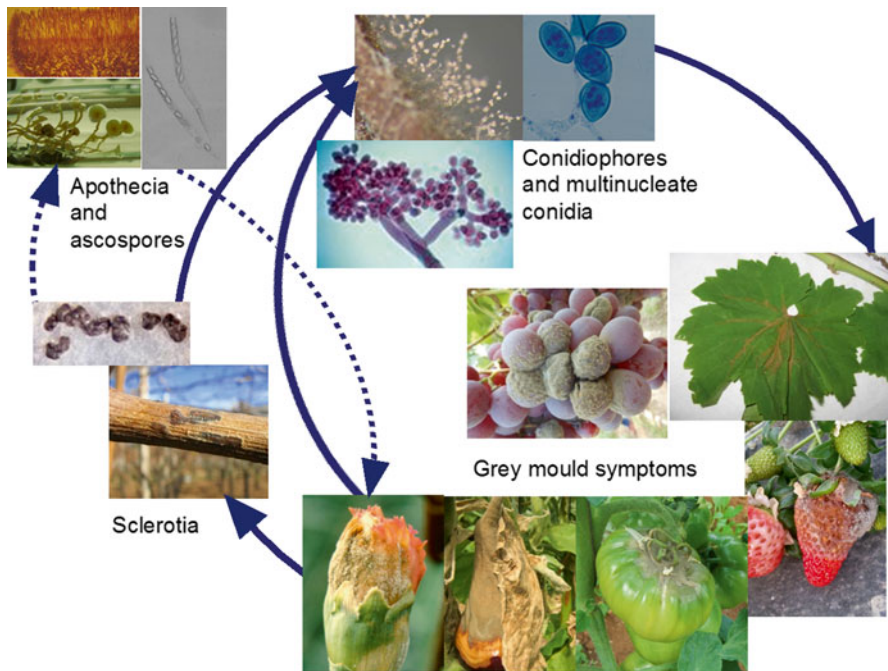 Apothecia
and
ascospores
Conidiophores
and multinucleate
conidia
Grey mould symptoms
Sclerotia